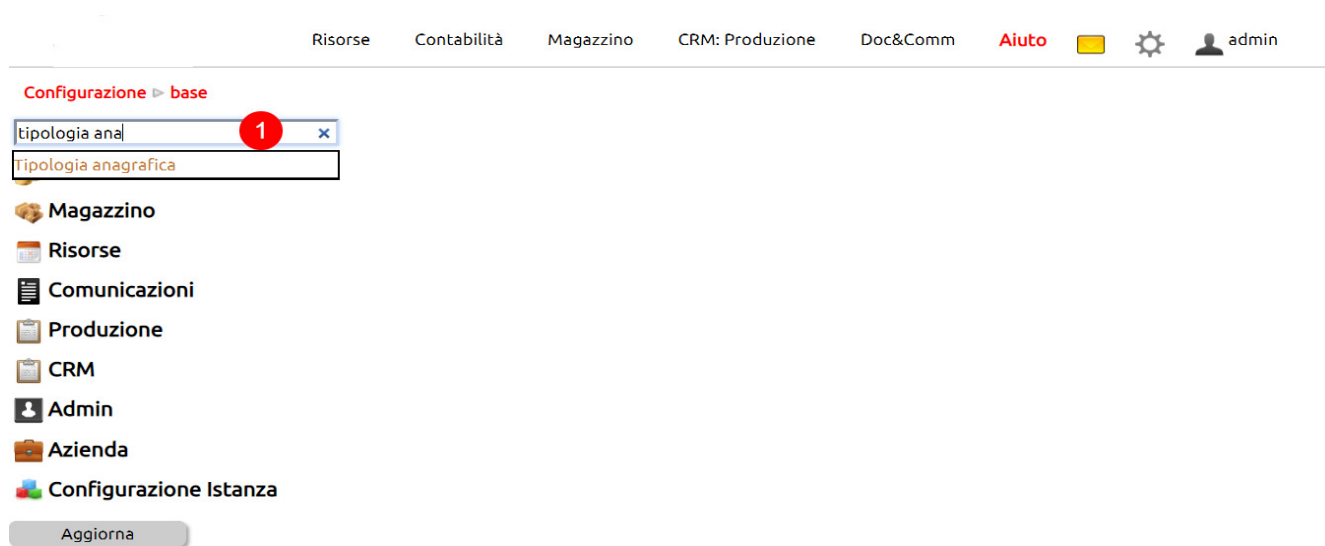 Risorse Contabilità Magazzino CRM: Produzione Doc&Comm Aiuto admin
Configurazione ▷ base
tipologia ana 1 ×
Tipologia anagrafica
Magazzino
Risorse
Comunicazioni
Produzione
CRM
Admin
Azienda
Configurazione Istanza
Aggiorna